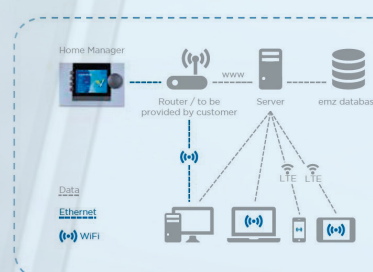 Home Manager
www
Router / to be
provided by customer
Server
emz databas
LTE LTE
Data
Ethernet
WiFi